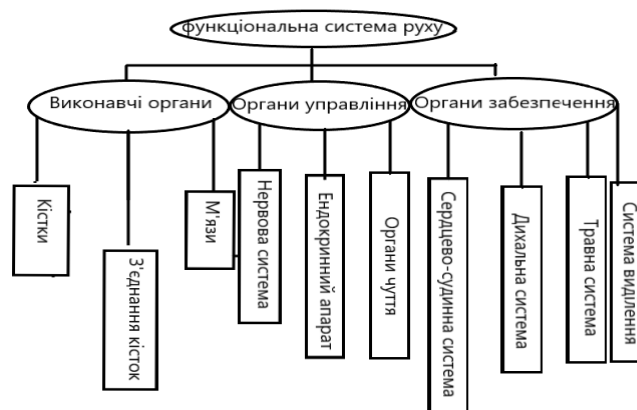 функціональна система руху
Виконавчі органи
Органи управління
Органи забезпечення
Кістки
З'єднання кісток
М'язи
Нервова система
Ендокринний апарат
Органи чуття
Сердцево-судинна система
Дихальна система
Травна система
Система виділення